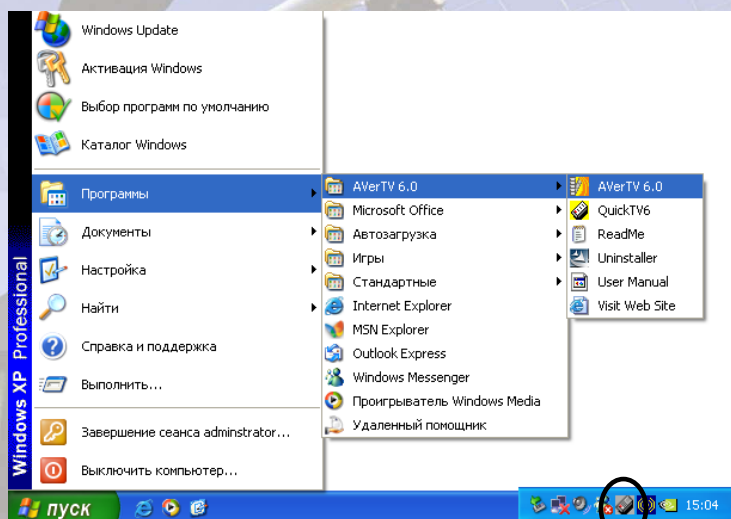 Windows Update
Активация Windows
Выбор программ по умолчанию
Каталог Windows
Программы
Документы
Настройка
Найти
Справка и поддержка
Выполнить...
Завершение сеанса adminstrator...
Выключить компьютер...
Windows XP Professional
AVerTV 6.0
Microsoft Office
Автозагрузка
Игры
Стандартные
Internet Explorer
MSN Explorer
Outlook Express
Windows Messenger
Проигрыватель Windows Media
Удаленный помощник
AVerTV 6.0
QuickTV6
ReadMe
Uninstaller
User Manual
Visit Web Site
пуск
15:04